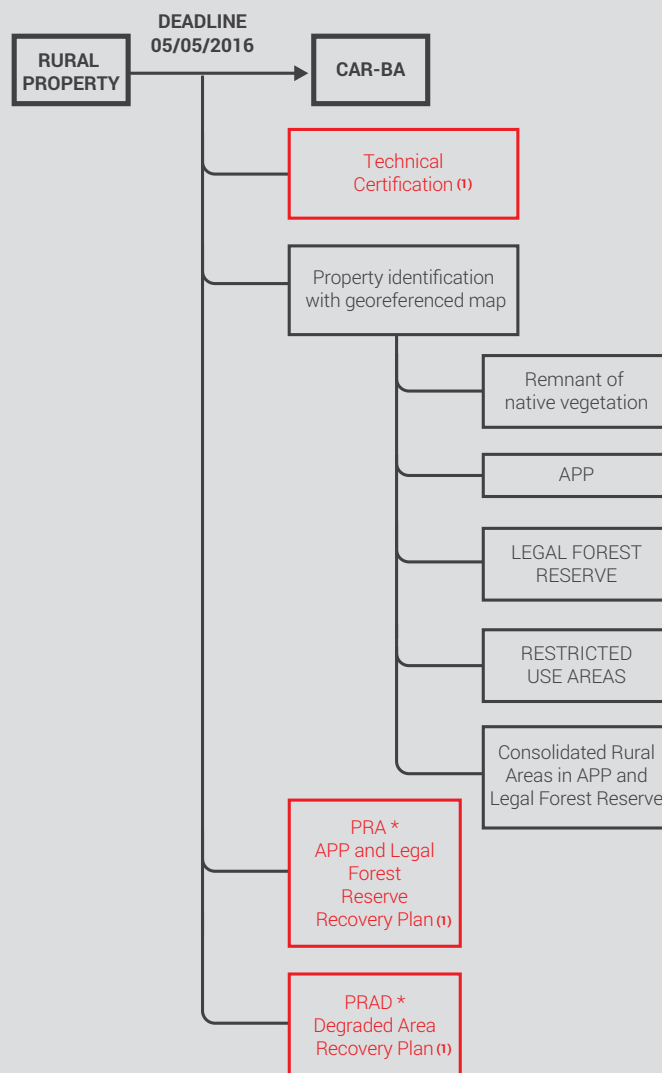 DEADLINE
05/05/2016
RURAL
PROPERTY
CAR-BA
Technical
Certification (1)
Property identification
with georeferenced map
Remnant of
native vegetation
APP
LEGAL FOREST
RESERVE
RESTRICTED
USE AREAS
Consolidated Rural
Areas in APP and
Legal Forest Reserve
PRA *
APP and Legal
Forest
Reserve
Recovery Plan (1)
PRAD *
Degraded Area
Recovery Plan (1)